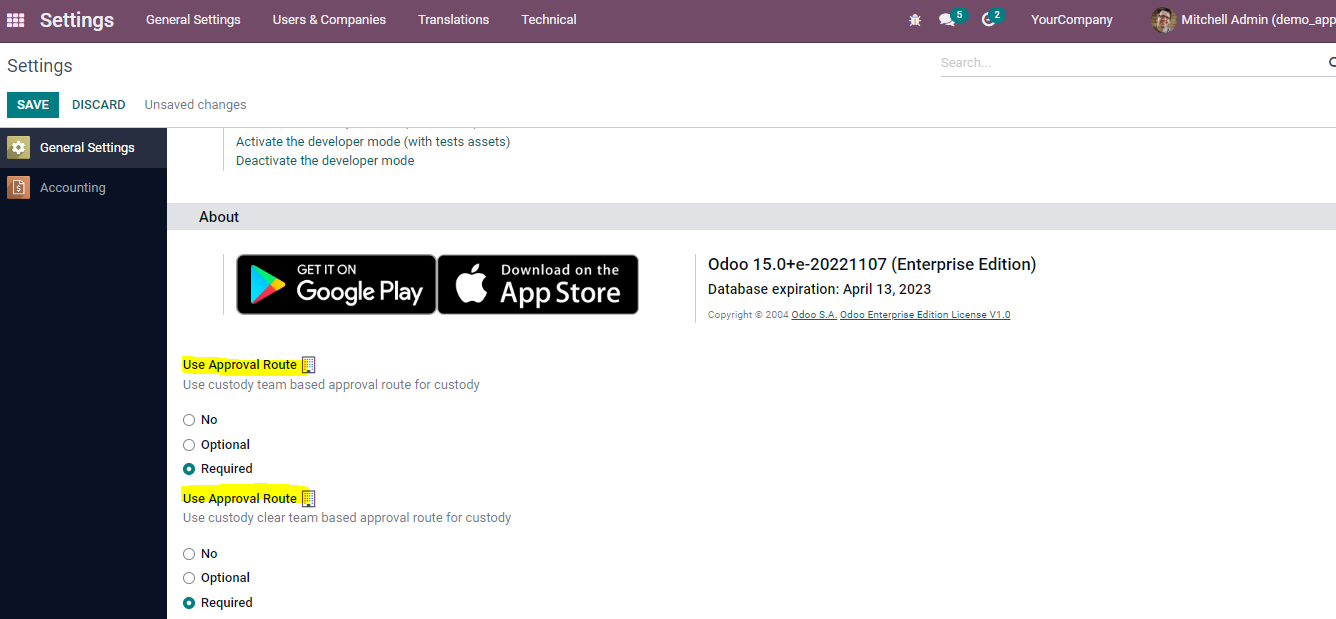 Settings General Settings Users & Companies Translations Technical 5 2 YourCompany Mitchell Admin (demo_app
Settings Search...
SAVE DISCARD Unsaved changes
General Settings
Accounting
Activate the developer mode (with tests assets)
Deactivate the developer mode
About
GET IT ON
Google Play
Download on the
App Store
Odoo 15.0+e-20221107 (Enterprise Edition)
Database expiration: April 13, 2023
Copyright © 2004 Odoo S.A. Odoo Enterprise Edition License V1.0
Use Approval Route
Use custody team based approval route for custody
No
Optional
Required
Use Approval Route
Use custody clear team based approval route for custody
No
Optional
Required